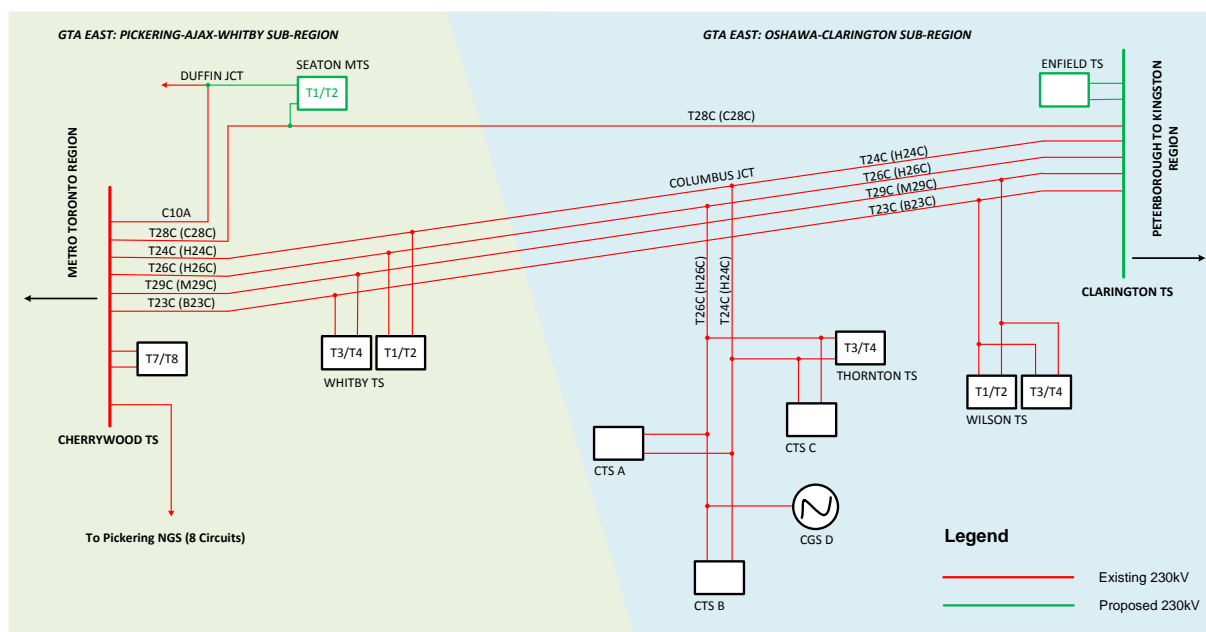 GTA EAST: PICKERING-AJAX-WHITBY SUB-REGION
GTA EAST: OSHAWA-CLARINGTON SUB-REGION
SEATON MTS
DUFFIN JCT
T1/T2
ENFIELD TS
T28C (C28C)
METRO TORONTO REGION
PETERBOROUGH TO KINGSTON
REGION
COLUMBUS JCT
T24C (H24C)
T26C (H26C)
T29C (M29C)
T23C (B23C)
C10A
T28C (C28C)
T24C (H24C)
T26C (H26C)
T29C (M29C)
T23C (B23C)
T26C (H26C)
T24C (H24C)
CLARINGTON TS
T7/T8
T3/T4
T1/T2
WHITBY TS
T3/T4
THORNTON TS
T1/T2
T3/T4
WILSON TS
CHERRYWOOD TS
CTS C
CTS A
To Pickering NGS (8 Circuits)
CGS D
CTS B
Legend
Existing 230kV
Proposed 230kV